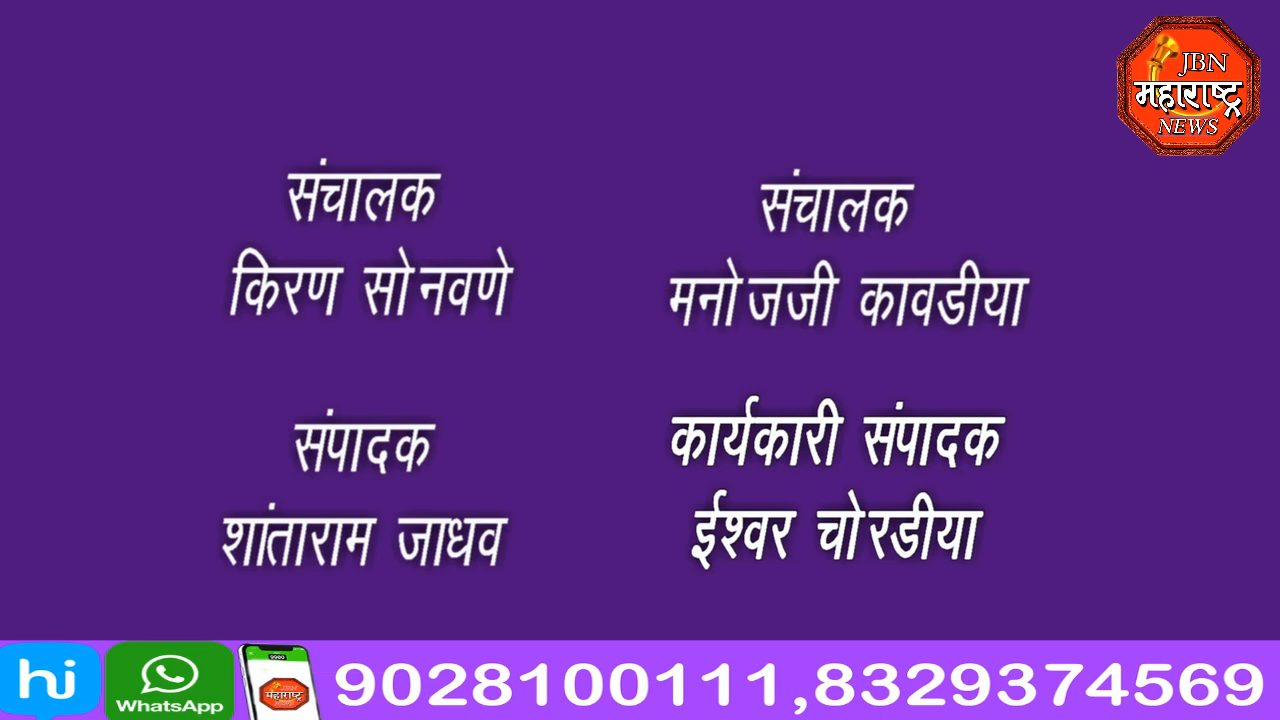 JBN
महाराष्ट्र
NEWS
संचालक
किरण सोनवणे
संचालक
मनोजजी कावडीया
संपादक
शांताराम जाधव
कार्यकारी संपादक
ईश्वर चोरडीया
hi
WhatsApp
महाराष्ट्र
9028100111,8329374569